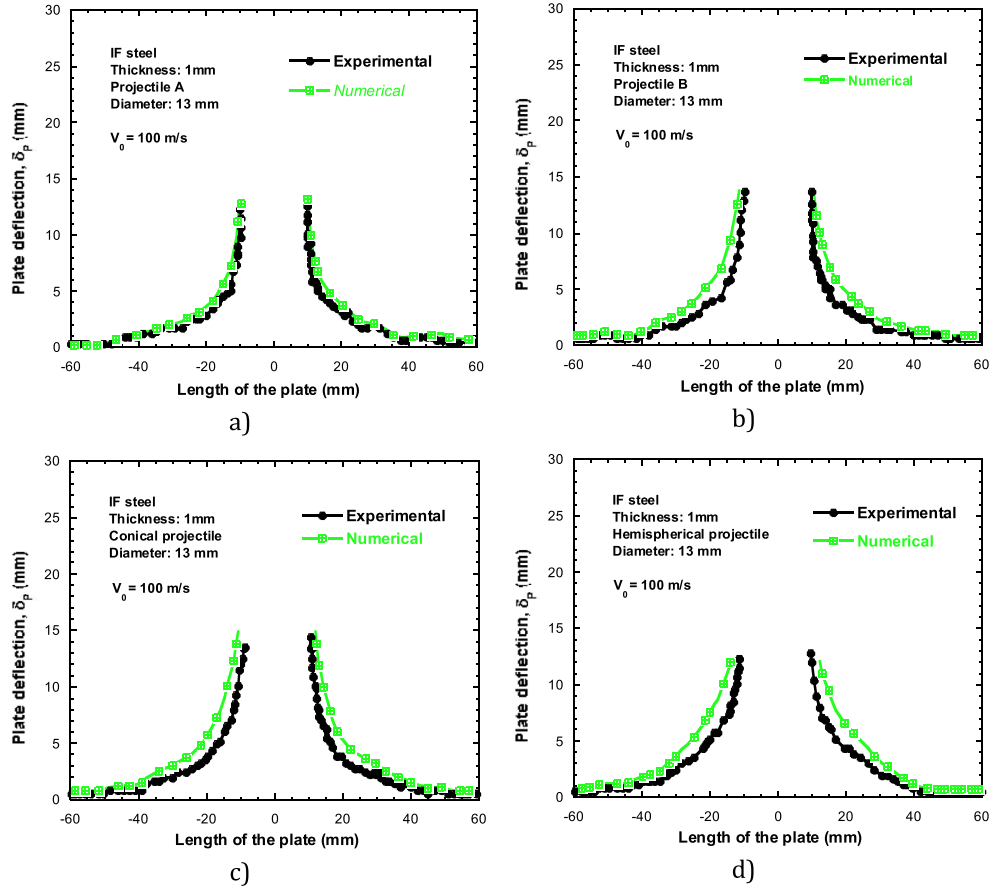 30
25
20
15
10
5
0
Plate deflection, δp (mm)
IF steel
Thickness: 1mm
Projectile A
Diameter: 13 mm
V0 = 100 m/s
Experimental
Numerical
-60 -40 -20 0 20 40 60
Length of the plate (mm)
a)
30
25
20
15
10
5
0
Plate deflection, δp (mm)
IF steel
Thickness: 1mm
Projectile B
Diameter: 13 mm
V0 = 100 m/s
Experimental
Numerical
-60 -40 -20 0 20 40 60
Length of the plate (mm)
b)
30
25
20
15
10
5
0
Plate deflection, δp (mm)
IF steel
Thickness: 1mm
Conical projectile
Diameter: 13 mm
V0 = 100 m/s
Experimental
Numerical
-60 -40 -20 0 20 40 60
Length of the plate (mm)
c)
30
25
20
15
10
5
0
Plate deflection, δp (mm)
IF steel
Thickness: 1mm
Hemispherical projectile
Diameter: 13 mm
V0 = 100 m/s
Experimental
Numerical
-60 -40 -20 0 20 40 60
Length of the plate (mm)
d)